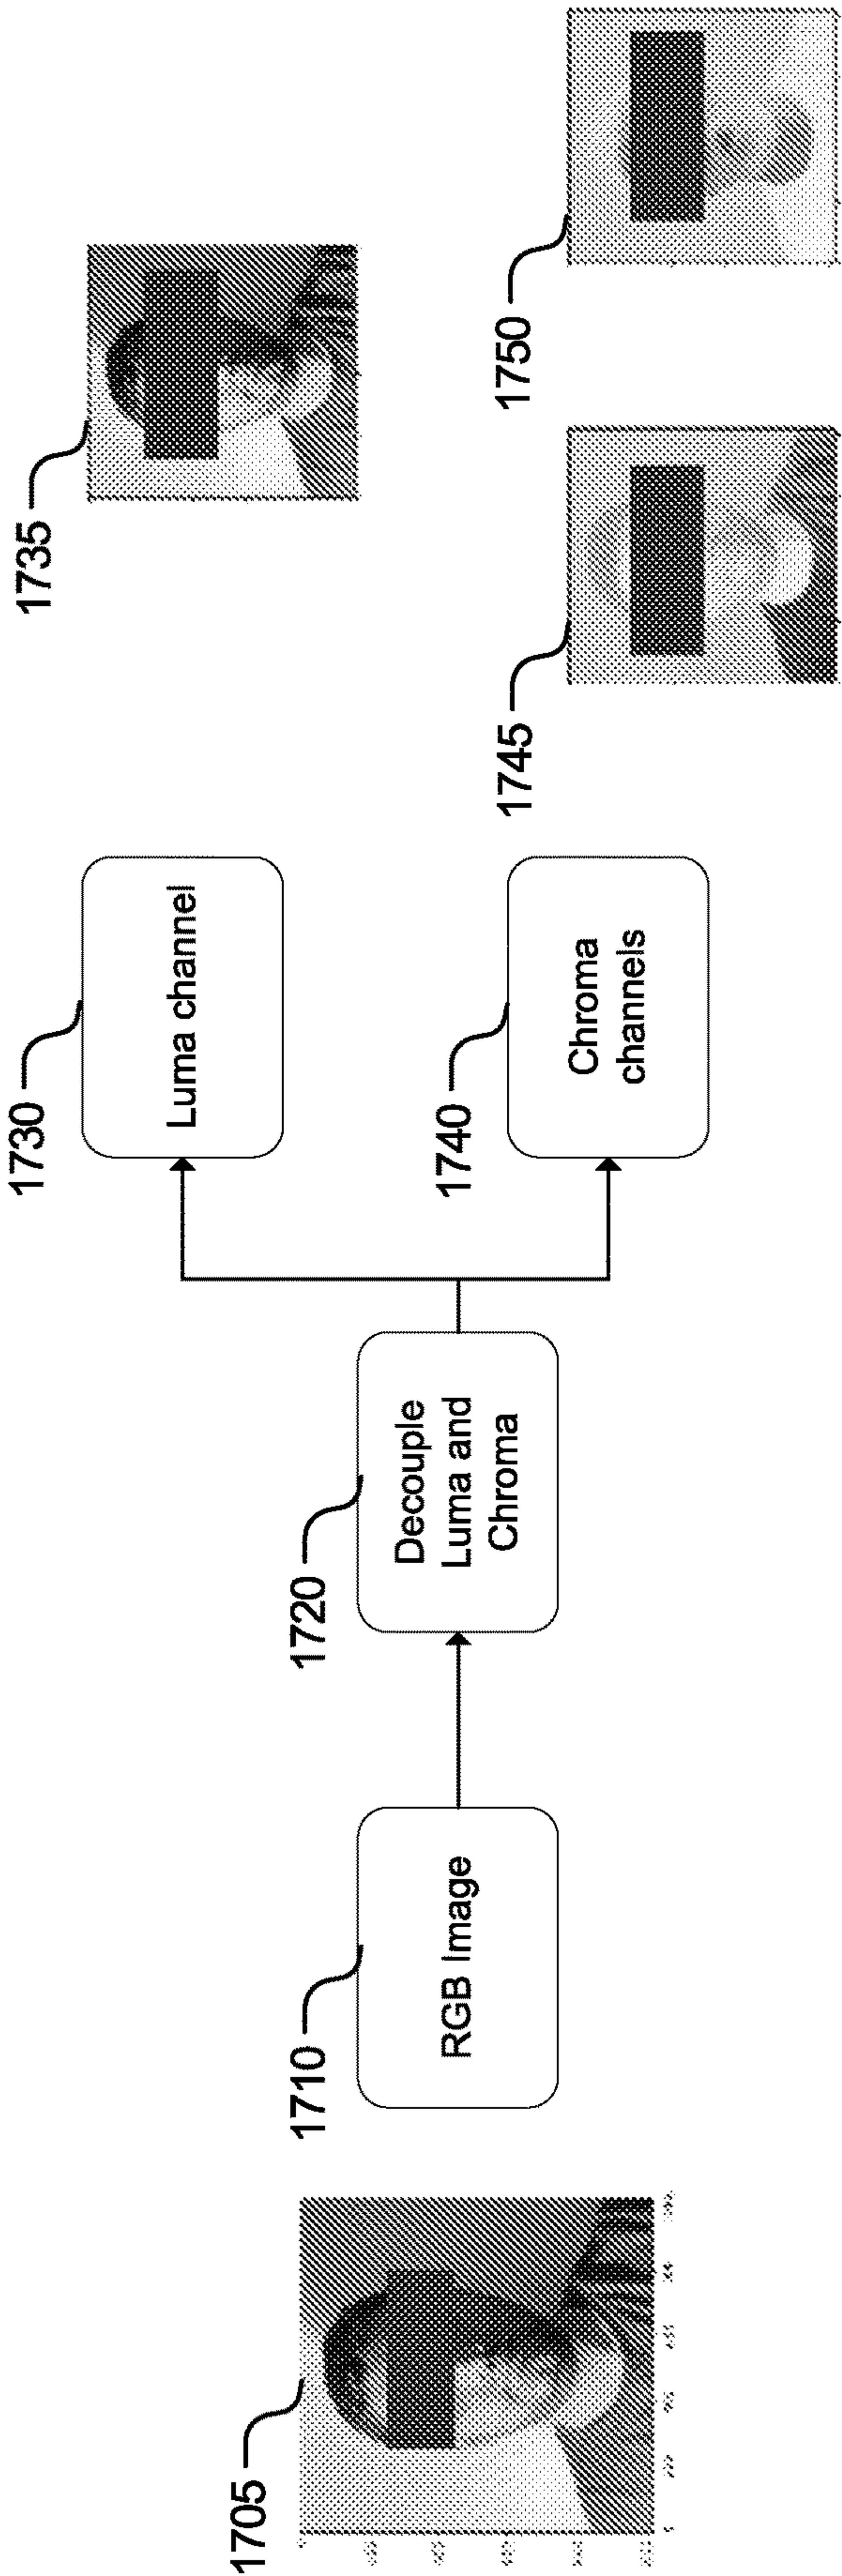 1705
1710
RGB Image
1720
Decouple
Luma and
Chroma
1730
Luma channel
1740
Chroma
channels
1735
1745
1750